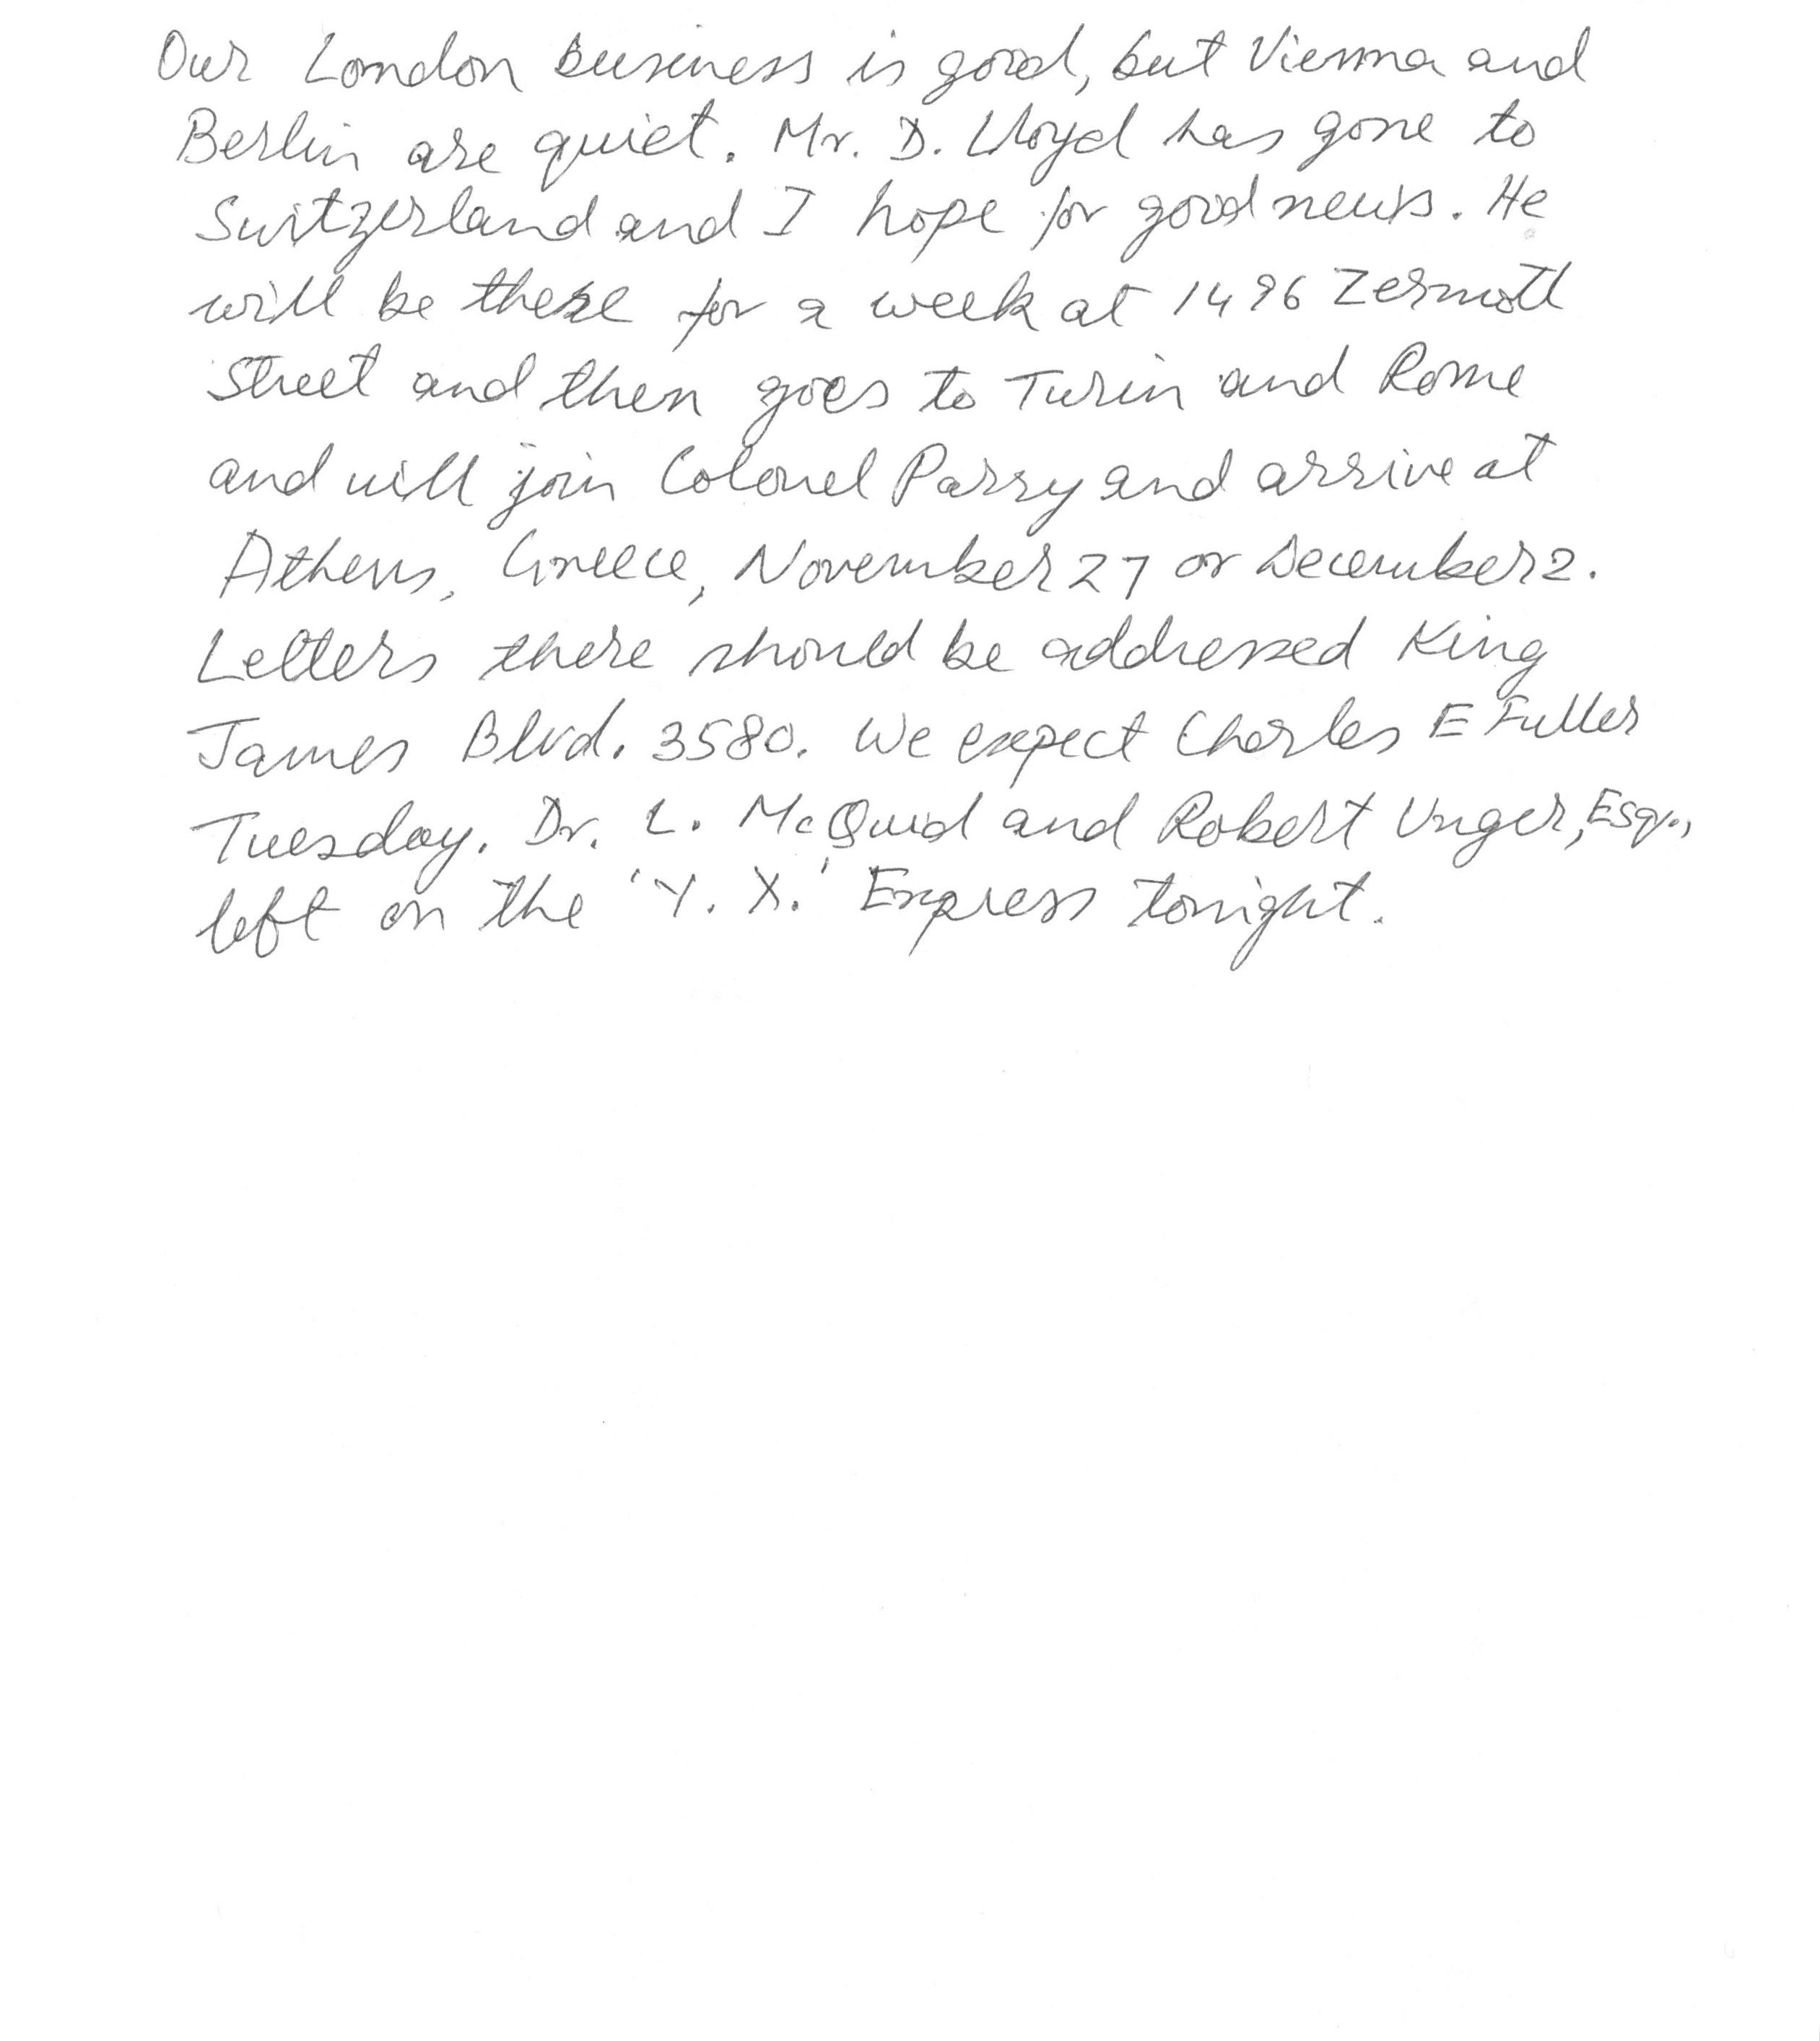 Our London business is good, but Vienna and
Berlin are quiet. Mr. D. Lloyd has gone to
Switzerland and I hope for good news. He
will be there for a week at 1496 Zermott
Street and then goes to Turin and Rome
and will join Colonel Parry and arrive at
Athens, Greece, November 27 or December 2.
Letters there should be addressed King
James Blvd. 3580. We expect Charles E Fuller
Tuesday. Dr. L. McQuid and Robert Unger, Esq.,
left on the 'Y. X.' Express tonight.